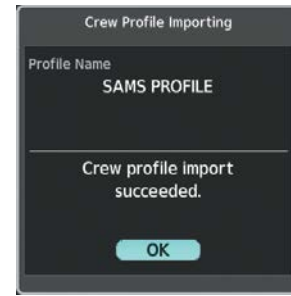 Crew Profile Importing
Profile Name
SAMS PROFILE
Crew profile import
succeeded.
OK